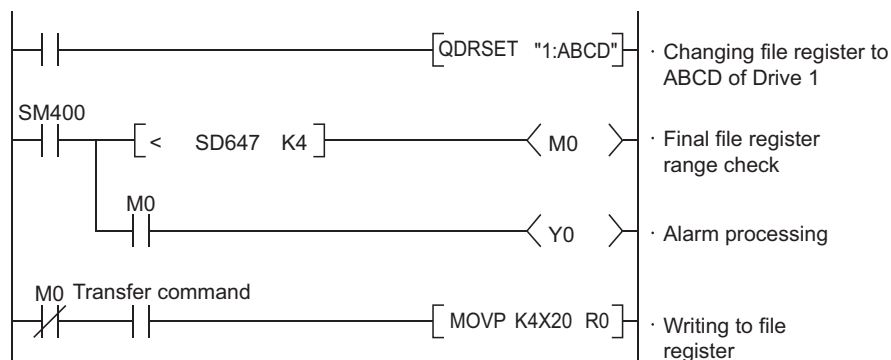 QDRSET "1:ABCD"
· Changing file register to
ABCD of Drive 1
SM400
< SD647 K4
M0
· Final file register
range check
M0
Y0
· Alarm processing
M0 Transfer command
MOVP K4X20 R0
· Writing to file
register